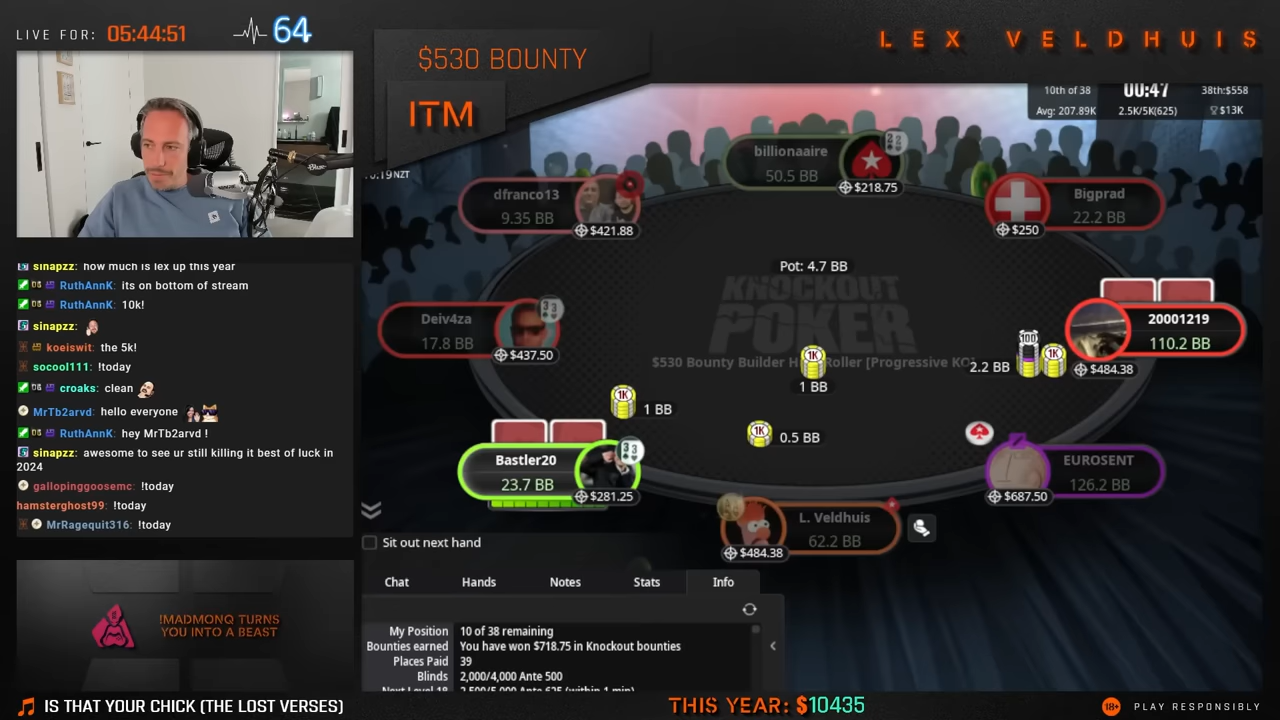 LIVE FOR: 05:44:51
64
$530 BOUNTY
ITM
LEX VELDHUIS
10th of 38
00:47
38th:$558
Avg: 207.89K
2.5K/5K(625)
$13K
billionaaire
50.5 BB
$218.75
dfranco13
9.35 BB
$421.88
Bigprad
22.2 BB
$250
Pot: 4.7 BB
KNOCKOUT
POKER
Deiv4za
17.8 BB
$437.50
20001219
110.2 BB
$484.38
2.2 BB
1 BB
1 BB
0.5 BB
Bastler20
23.7 BB
$281.25
EUROSENT
126.2 BB
$687.50
L. Veldhuis
62.2 BB
$484.38
sinapzz: how much is lex up this year
RuthAnnK: its on bottom of stream
RuthAnnK: 10k!
sinapzz:
koeiswit: the 5k!
socool111: !today
croaks: clean
MrTb2arvd: hello everyone
RuthAnnK: hey MrTb2arvd !
sinapzz: awesome to see ur still killing it best of luck in
2024
gallopinggoosemc: !today
hamsterghost99: !today
MrRagequit316: !today
!MADMONQ TURNS
YOU INTO A BEAST
Sit out next hand
Chat
Hands
Notes
Stats
Info
My Position 10 of 38 remaining
Bounties earned You have won $718.75 in Knockout bounties
Places Paid 39
Blinds 2,000/4,000 Ante 500
IS THAT YOUR CHICK (THE LOST VERSES)
THIS YEAR: $10435
18+ PLAY RESPONSIBLY